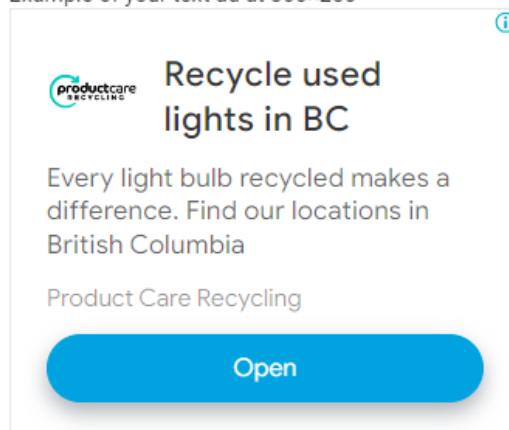 productcare
RECYCLING
Recycle used
lights in BC
Every light bulb recycled makes a
difference. Find our locations in
British Columbia
Product Care Recycling
Open